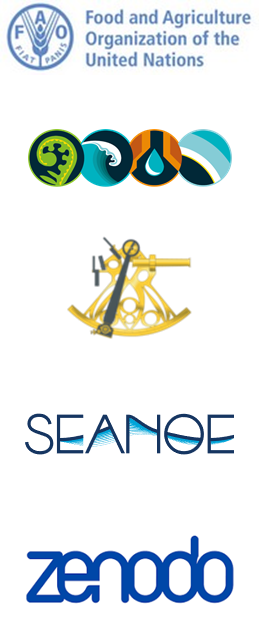 F A O
FIAT PANIS
Food and Agriculture
Organization of the
United Nations
SEANOE
zenodo